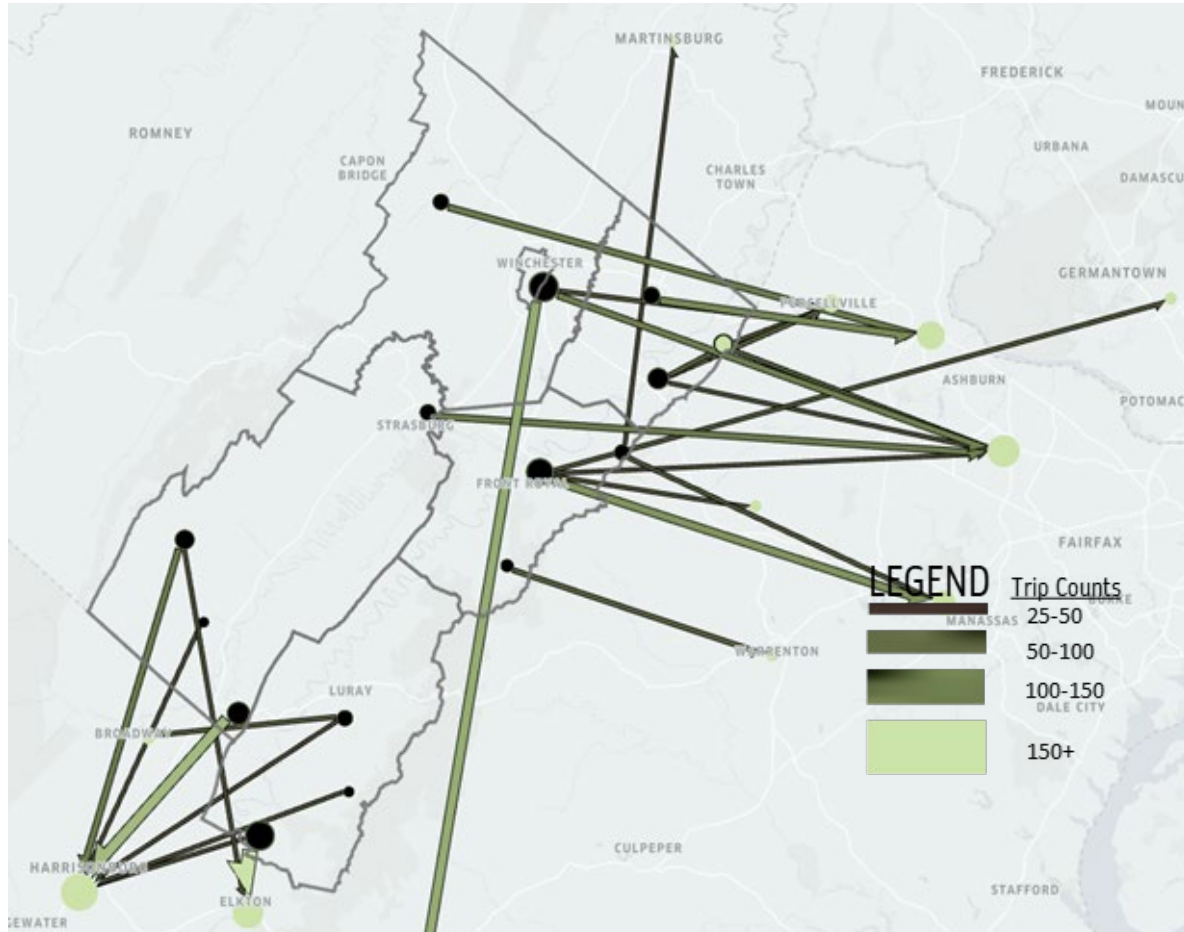 MARTINSBURG
FREDERICK
MOUN
ROMNEY
URBANA
CAPON
BRIDGE
CHARLES
TOWN
DAMASCU
WINCHESTER
GERMANTOWN
PURCELLVILLE
ASHBURN
POTOMAC
STRASBURG
FRONT ROYAL
FAIRFAX
LEGEND
Trip Counts
BURKE
25-50
MANASSAS
50-100
WARRENTON
LURAY
100-150
DALE CITY
BROADWAY
150+
CULPEPER
HARRISONBURG
STAFFORD
ELKTON
GEWATER